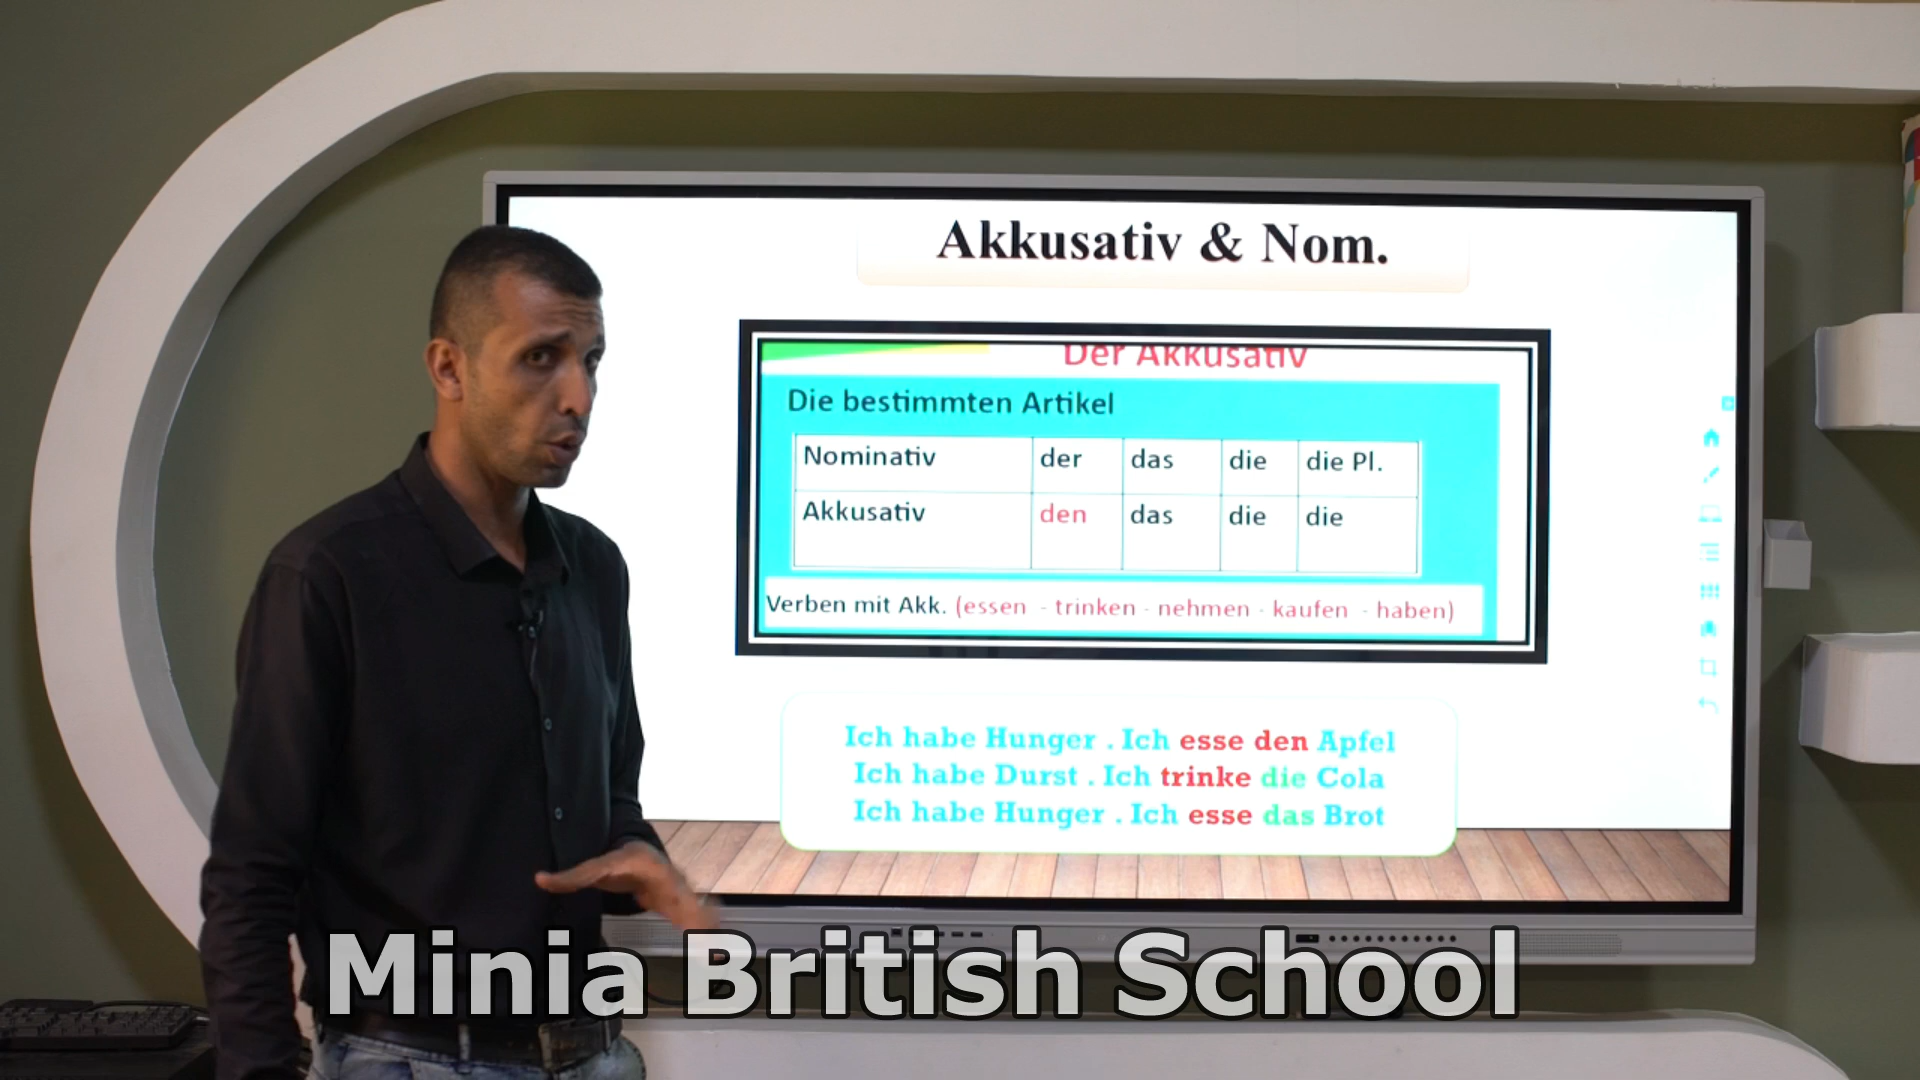 Akkusativ & Nom.
Der Akkusativ
Die bestimmten Artikel
Nominativ der das die die Pl.
Akkusativ den das die die
Verben mit Akk. (essen - trinken - nehmen - kaufen - haben)
Ich habe Hunger . Ich esse den Apfel
Ich habe Durst . Ich trinke die Cola
Ich habe Hunger . Ich esse das Brot
Minia British School